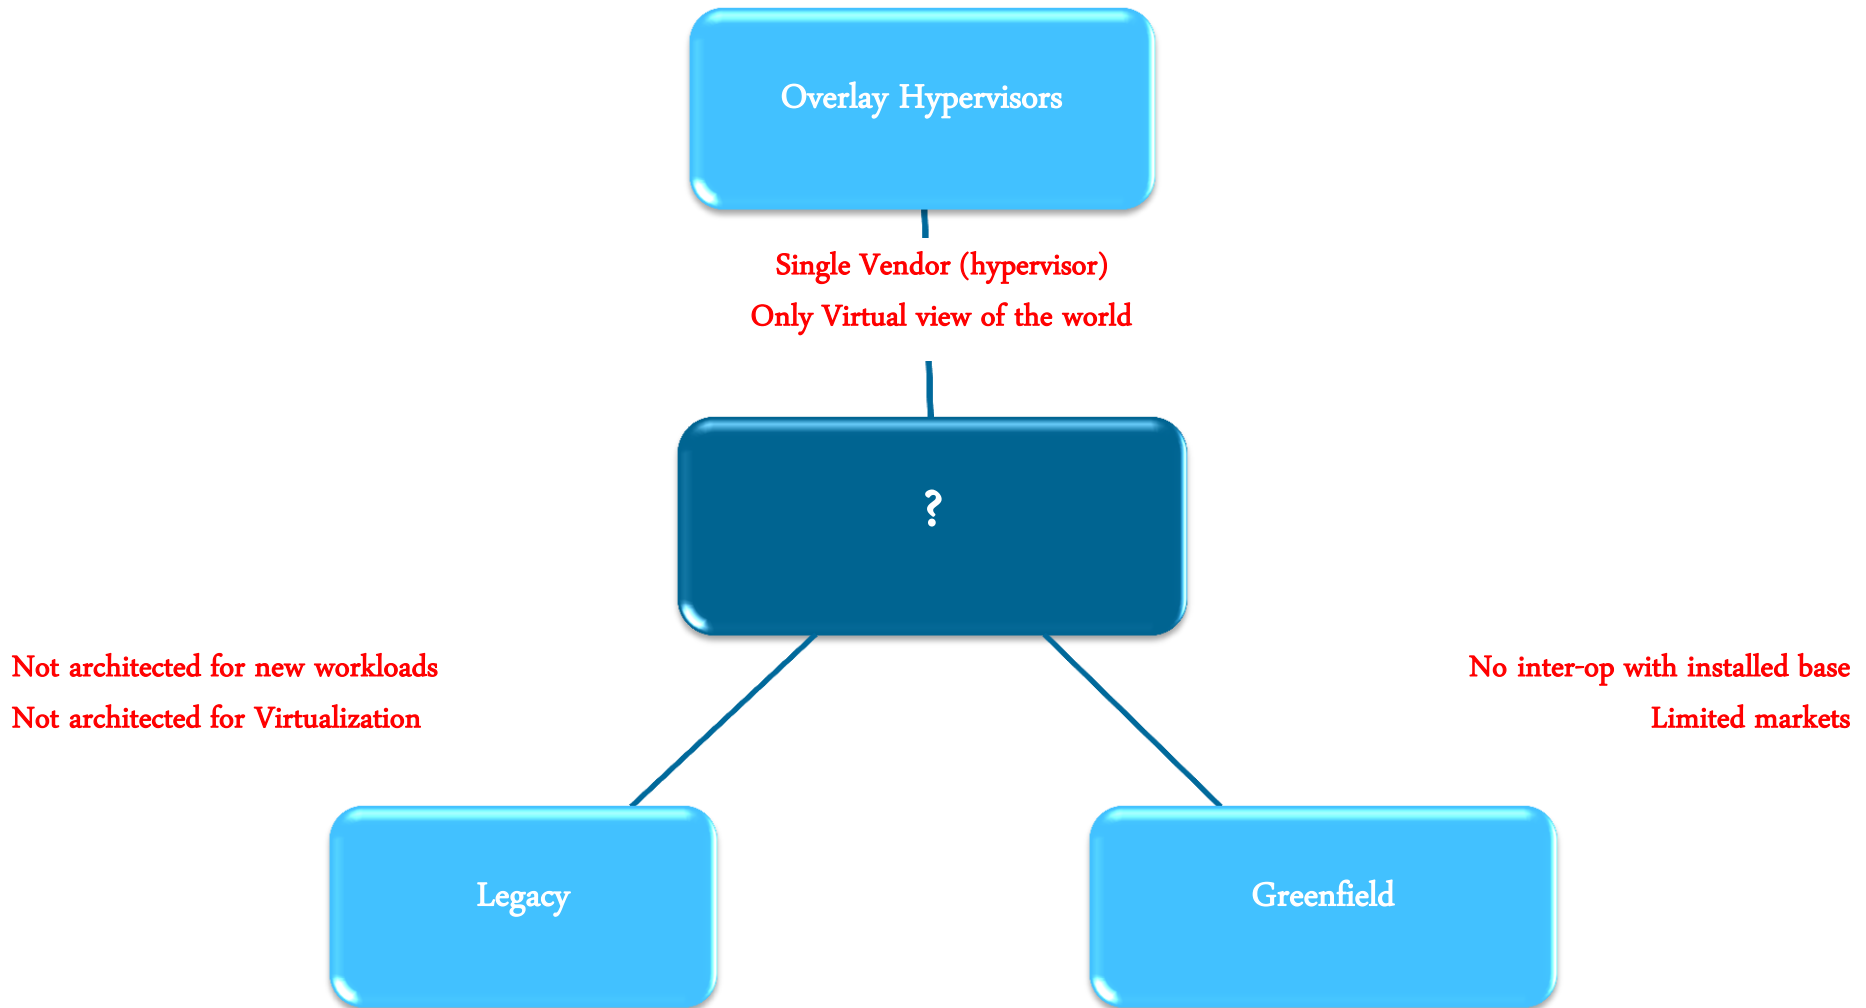 Overlay Hypervisors
Single Vendor (hypervisor)
Only Virtual view of the world
?
Not architected for new workloads
Not architected for Virtualization
No inter-op with installed base
Limited markets
Legacy
Greenfield